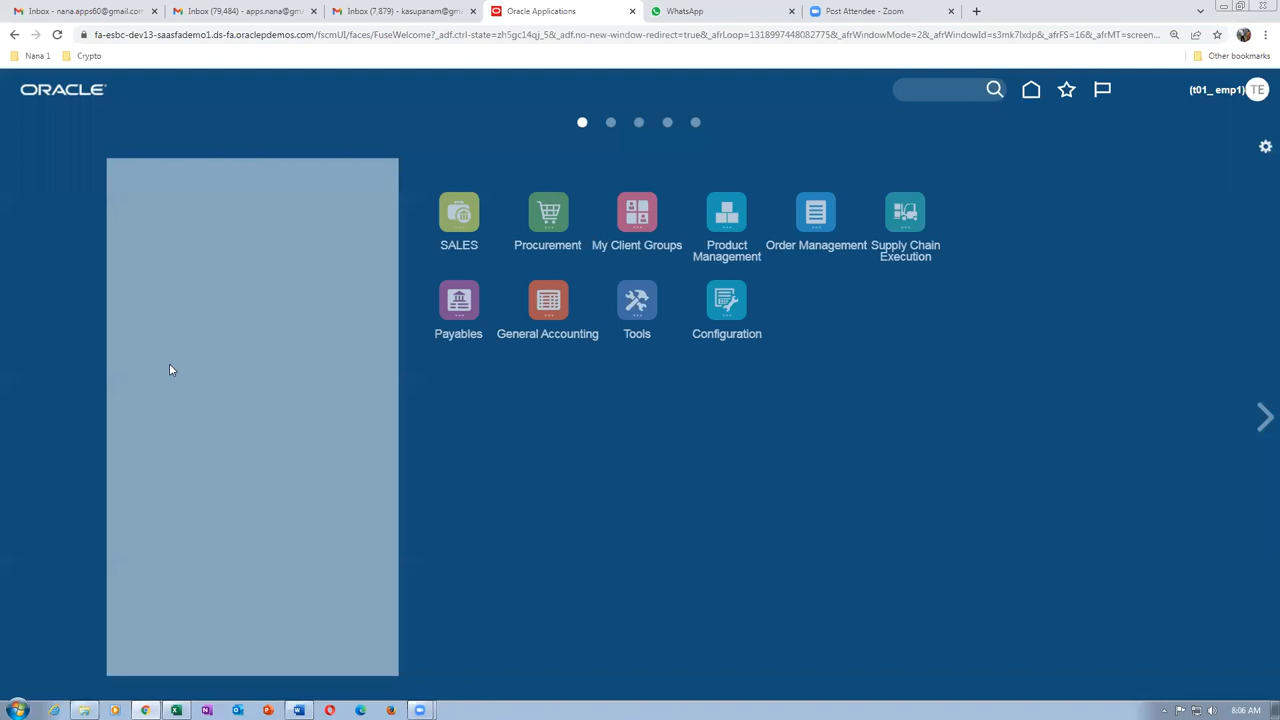 Inbox - nana.apps60@gmail.com
Inbox (79,484) - apps.nana@gm
Inbox (7,879) - kasupanam@gm
Oracle Applications
WhatsApp
Post Attendee - Zoom
fa-esbc-dev13-saasfademo1.ds-fa.oraclepdemos.com/fscmUI/faces/FuseWelcome?_adf.ctrl-state=zh5gc14qj_5&_adf.no-new-window-redirect=true&_afrLoop=1318997448082775&_afrWindowMode=2&_afrWindowId=s3mk7lxdp&_afrFS=16&_afrMT=screen...
Nana 1
Crypto
Other bookmarks
ORACLE
(t01_ emp1)
TE
SALES
Procurement
My Client Groups
Product
Management
Order Management
Supply Chain
Execution
Payables
General Accounting
Tools
Configuration
8:06 AM